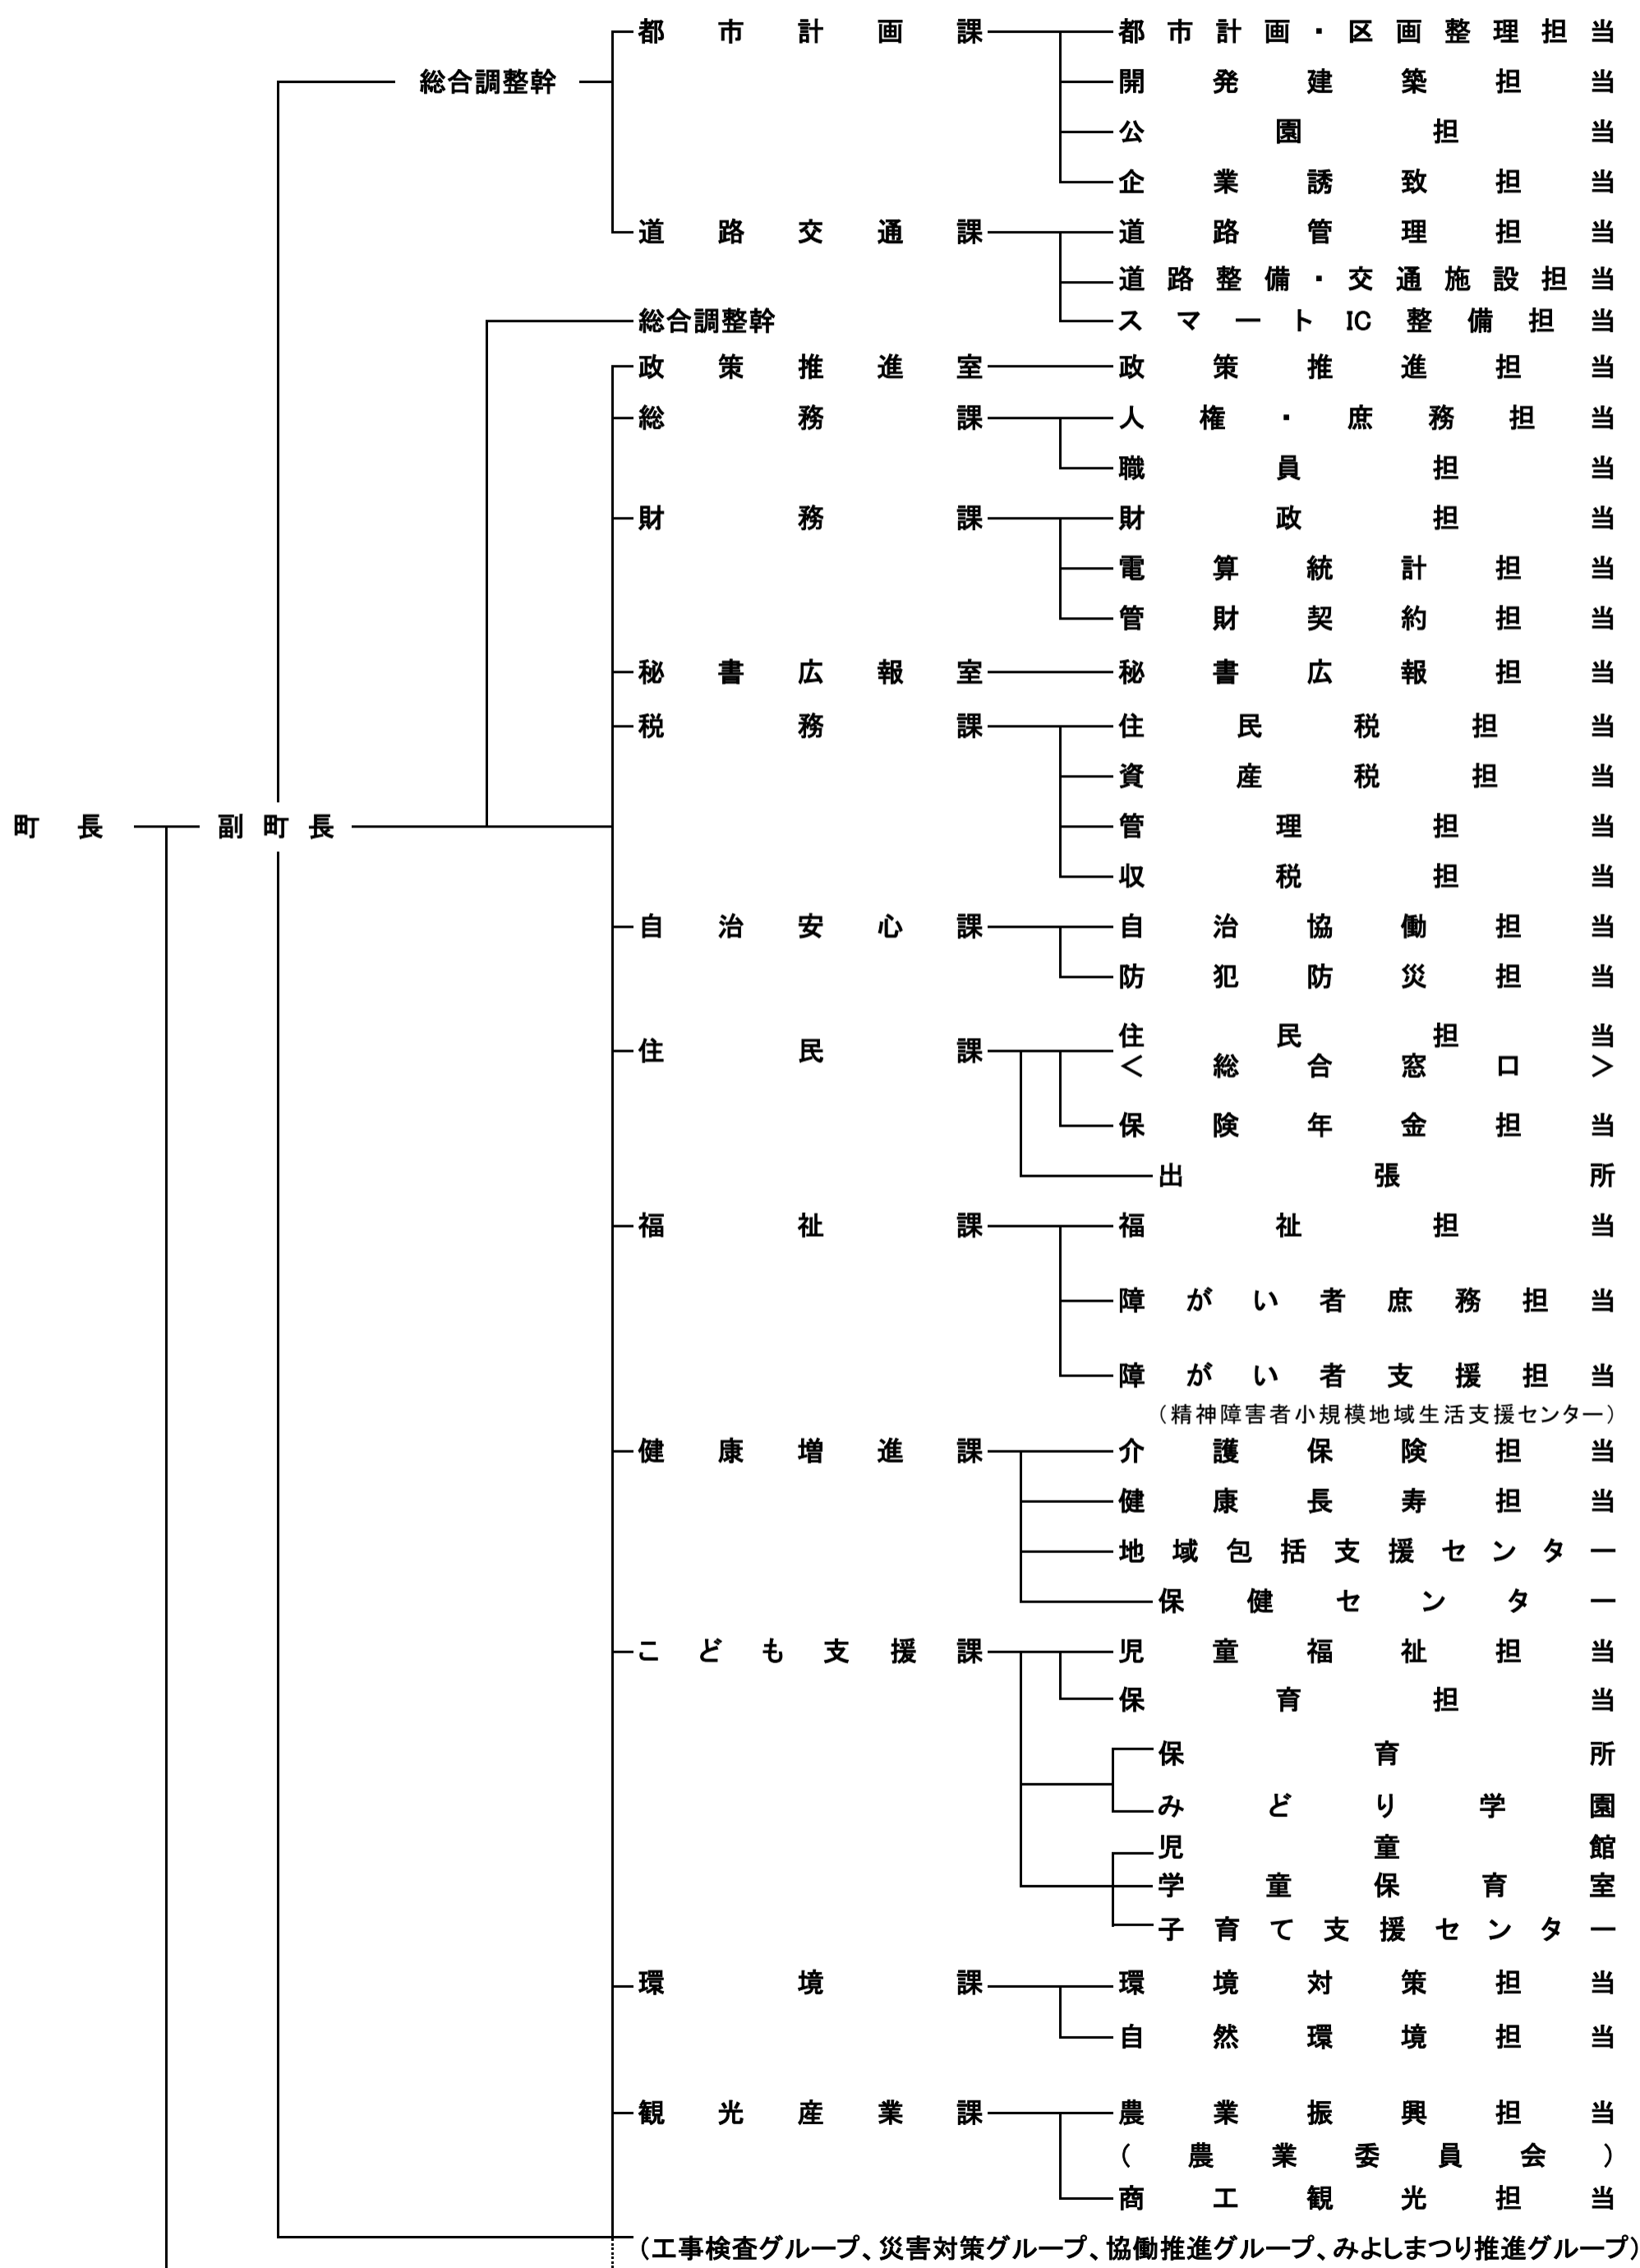 都市計画課 都市計画・区画整理担当
総合調整幹 開発建築担当
公園担当
企業誘致担当
道路交通課 道路管理担当
道路整備・交通施設担当
総合調整幹 スマートIC整備担当
政策推進室 政策推進担当
総務課 人権・庶務担当
職員担当
財務課 財政担当
電算統計担当
管財契約担当
秘書広報室 秘書広報担当
税務課 住民税担当
資産税担当
町長 副町長 管理担当
収税担当
自治安心課 自治協働担当
防犯防災担当
住民課 住民担当
＜総合窓口＞
保険年金担当
出張所
福祉課 福祉担当
障がい者庶務担当
障がい者支援担当
（精神障害者小規模地域生活支援センター）
健康増進課 介護保険担当
健康長寿担当
地域包括支援センター
保健センター
こども支援課 児童福祉担当
保育担当
保育所
みどり学園
児童館
学童保育室
子育て支援センター
環境課 環境対策担当
自然環境担当
観光産業課 農業振興担当
（農業委員会）
商工観光担当
（工事検査グループ、災害対策グループ、協働推進グループ、みよしまつり推進グループ）